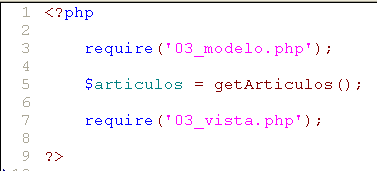 1 <?php
2
3 require('03_modelo.php');
4
5 $articulos = getArticulos();
6
7 require('03_vista.php');
8
9 ?>